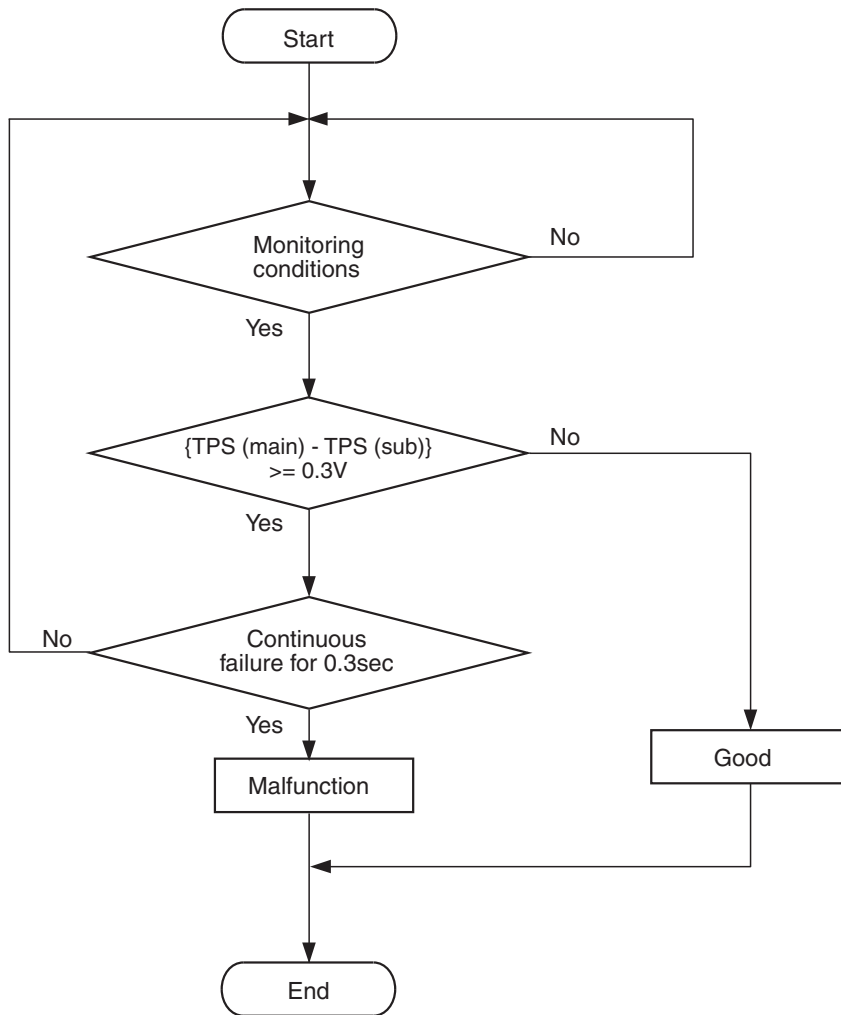 Start
Monitoring
conditions
No
Yes
{TPS (main) - TPS (sub)}
>= 0.3V
No
Yes
Continuous
failure for 0.3sec
No
Yes
Malfunction
Good
End